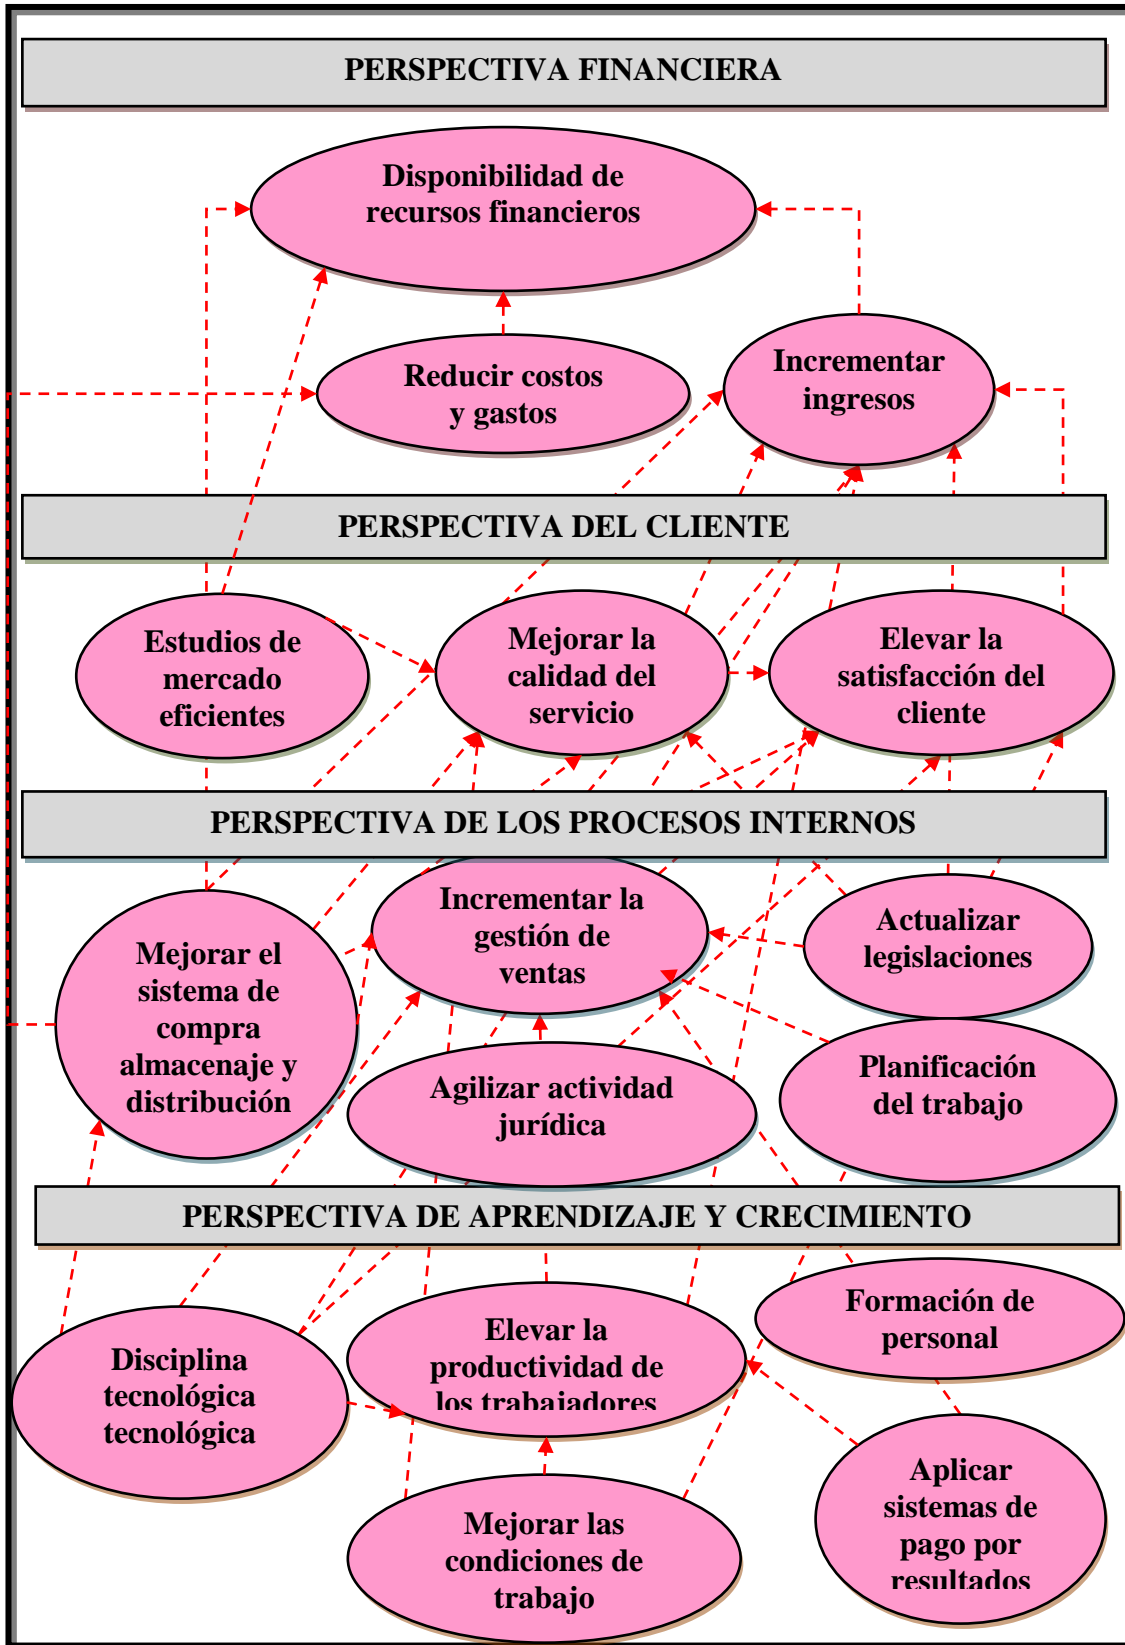 PERSPECTIVA FINANCIERA
Disponibilidad de
recursos financieros
Reducir costos
y gastos
Incrementar
ingresos
PERSPECTIVA DEL CLIENTE
Estudios de
mercado
eficientes
Mejorar la
calidad del
servicio
Elevar la
satisfacción del
cliente
PERSPECTIVA DE LOS PROCESOS INTERNOS
Mejorar el
sistema de
compra
almacenaje y
distribución
Incrementar la
gestión de
ventas
Actualizar
legislaciones
Agilizar actividad
jurídica
Planificación
del trabajo
PERSPECTIVA DE APRENDIZAJE Y CRECIMIENTO
Disciplina
tecnológica
tecnológica
Elevar la
productividad de
los trabajadores
Formación de
personal
Mejorar las
condiciones de
trabajo
Aplicar
sistemas de
pago por
resultados